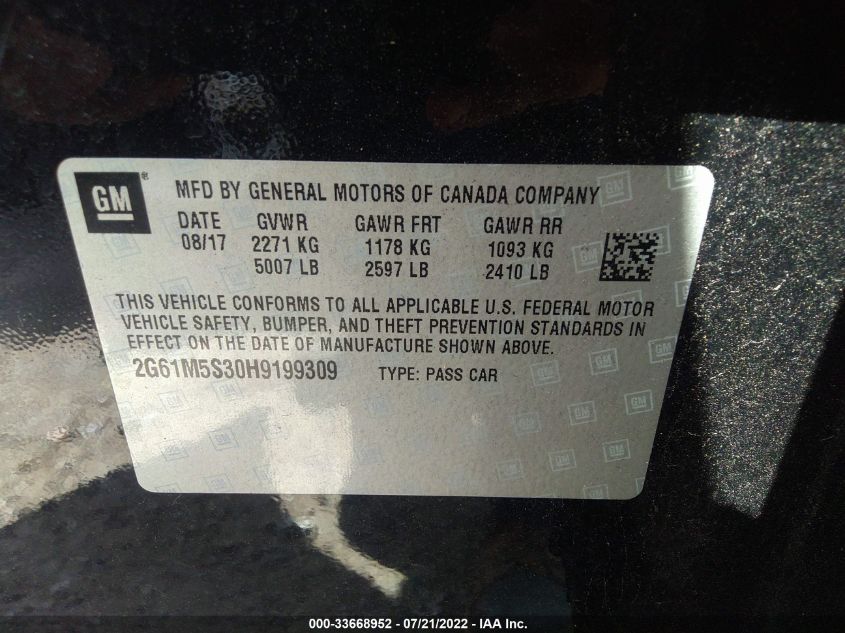 GM ® MFD BY GENERAL MOTORS OF CANADA COMPANY
DATE GVWR GAWR FRT GAWR RR
08/17 2271 KG 1178 KG 1093 KG
5007 LB 2597 LB 2410 LB
THIS VEHICLE CONFORMS TO ALL APPLICABLE U.S. FEDERAL MOTOR
VEHICLE SAFETY, BUMPER, AND THEFT PREVENTION STANDARDS IN
EFFECT ON THE DATE OF MANUFACTURE SHOWN ABOVE.
2G61M5S30H9199309 TYPE: PASS CAR
000-33668952 - 07/21/2022 - IAA Inc.